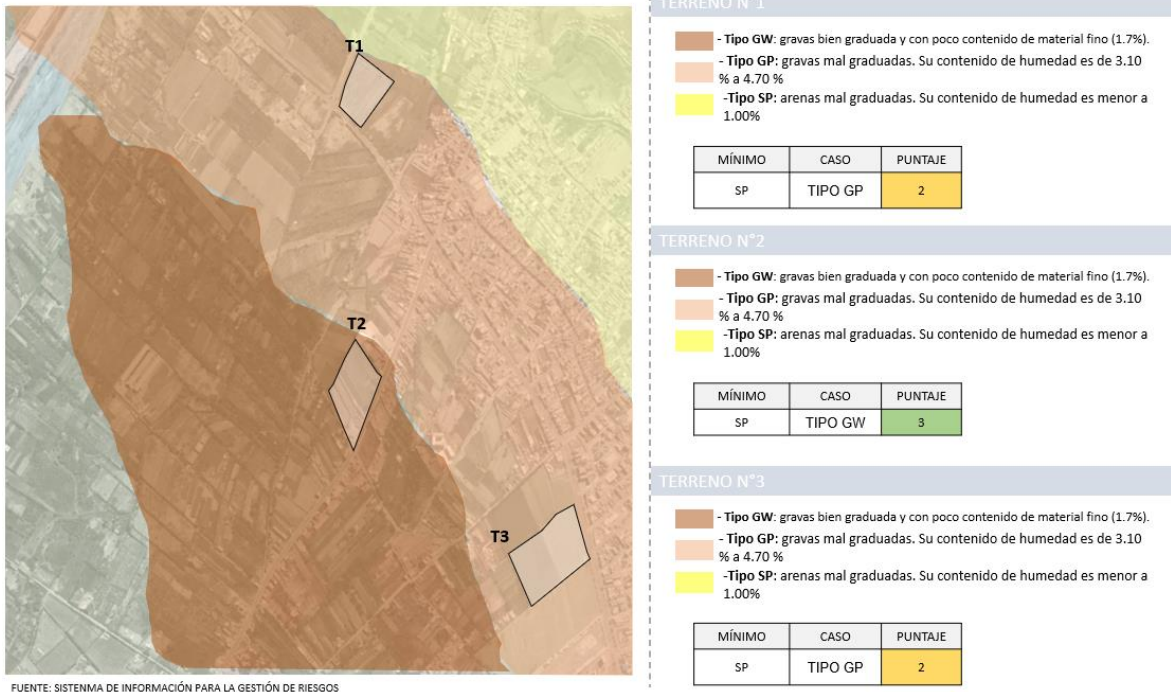 T1
T2
T3
FUENTE: SISTENMA DE INFORMACIÓN PARA LA GESTIÓN DE RIESGOS
TERRENO N°1
- Tipo GW: gravas bien graduada y con poco contenido de material fino (1.7%).
- Tipo GP: gravas mal graduadas. Su contenido de humedad es de 3.10
% a 4.70 %
-Tipo SP: arenas mal graduadas. Su contenido de humedad es menor a
1.00%
MÍNIMO CASO PUNTAJE
SP TIPO GP 2
TERRENO N°2
- Tipo GW: gravas bien graduada y con poco contenido de material fino (1.7%).
- Tipo GP: gravas mal graduadas. Su contenido de humedad es de 3.10
% a 4.70 %
-Tipo SP: arenas mal graduadas. Su contenido de humedad es menor a
1.00%
MÍNIMO CASO PUNTAJE
SP TIPO GW 3
TERRENO N°3
- Tipo GW: gravas bien graduada y con poco contenido de material fino (1.7%).
- Tipo GP: gravas mal graduadas. Su contenido de humedad es de 3.10
% a 4.70 %
-Tipo SP: arenas mal graduadas. Su contenido de humedad es menor a
1.00%
MÍNIMO CASO PUNTAJE
SP TIPO GP 2